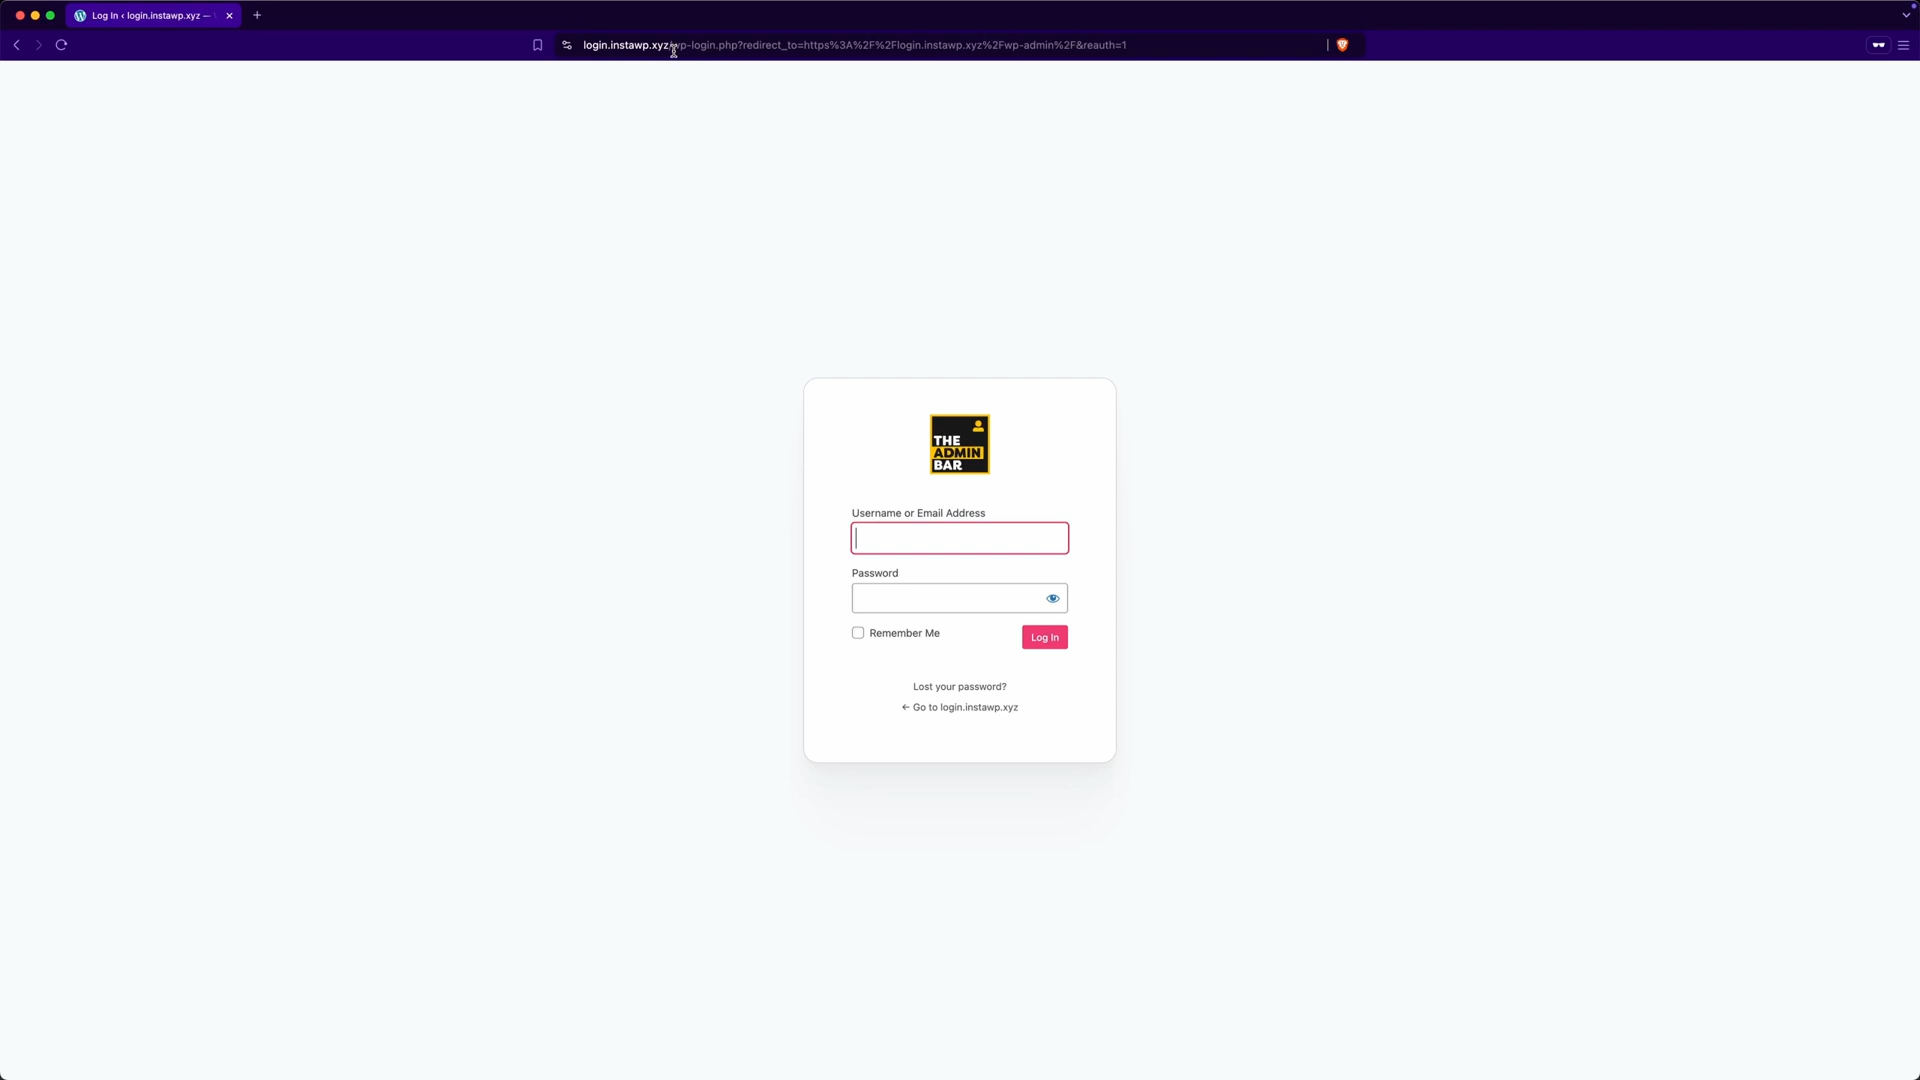 Log In ‹ login.instawp.xyz —
login.instawp.xyz/wp-login.php?redirect_to=https%3A%2F%2Flogin.instawp.xyz%2Fwp-admin%2F&reauth=1
THE
ADMIN
BAR
Username or Email Address
Password
Remember Me
Log In
Lost your password?
← Go to login.instawp.xyz